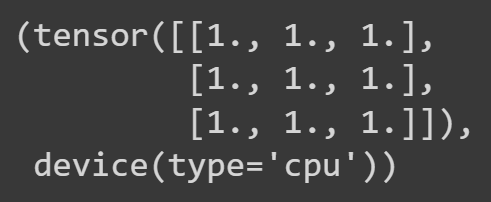 (tensor([[1., 1., 1.],
         [1., 1., 1.],
         [1., 1., 1.]]),
 device(type='cpu'))